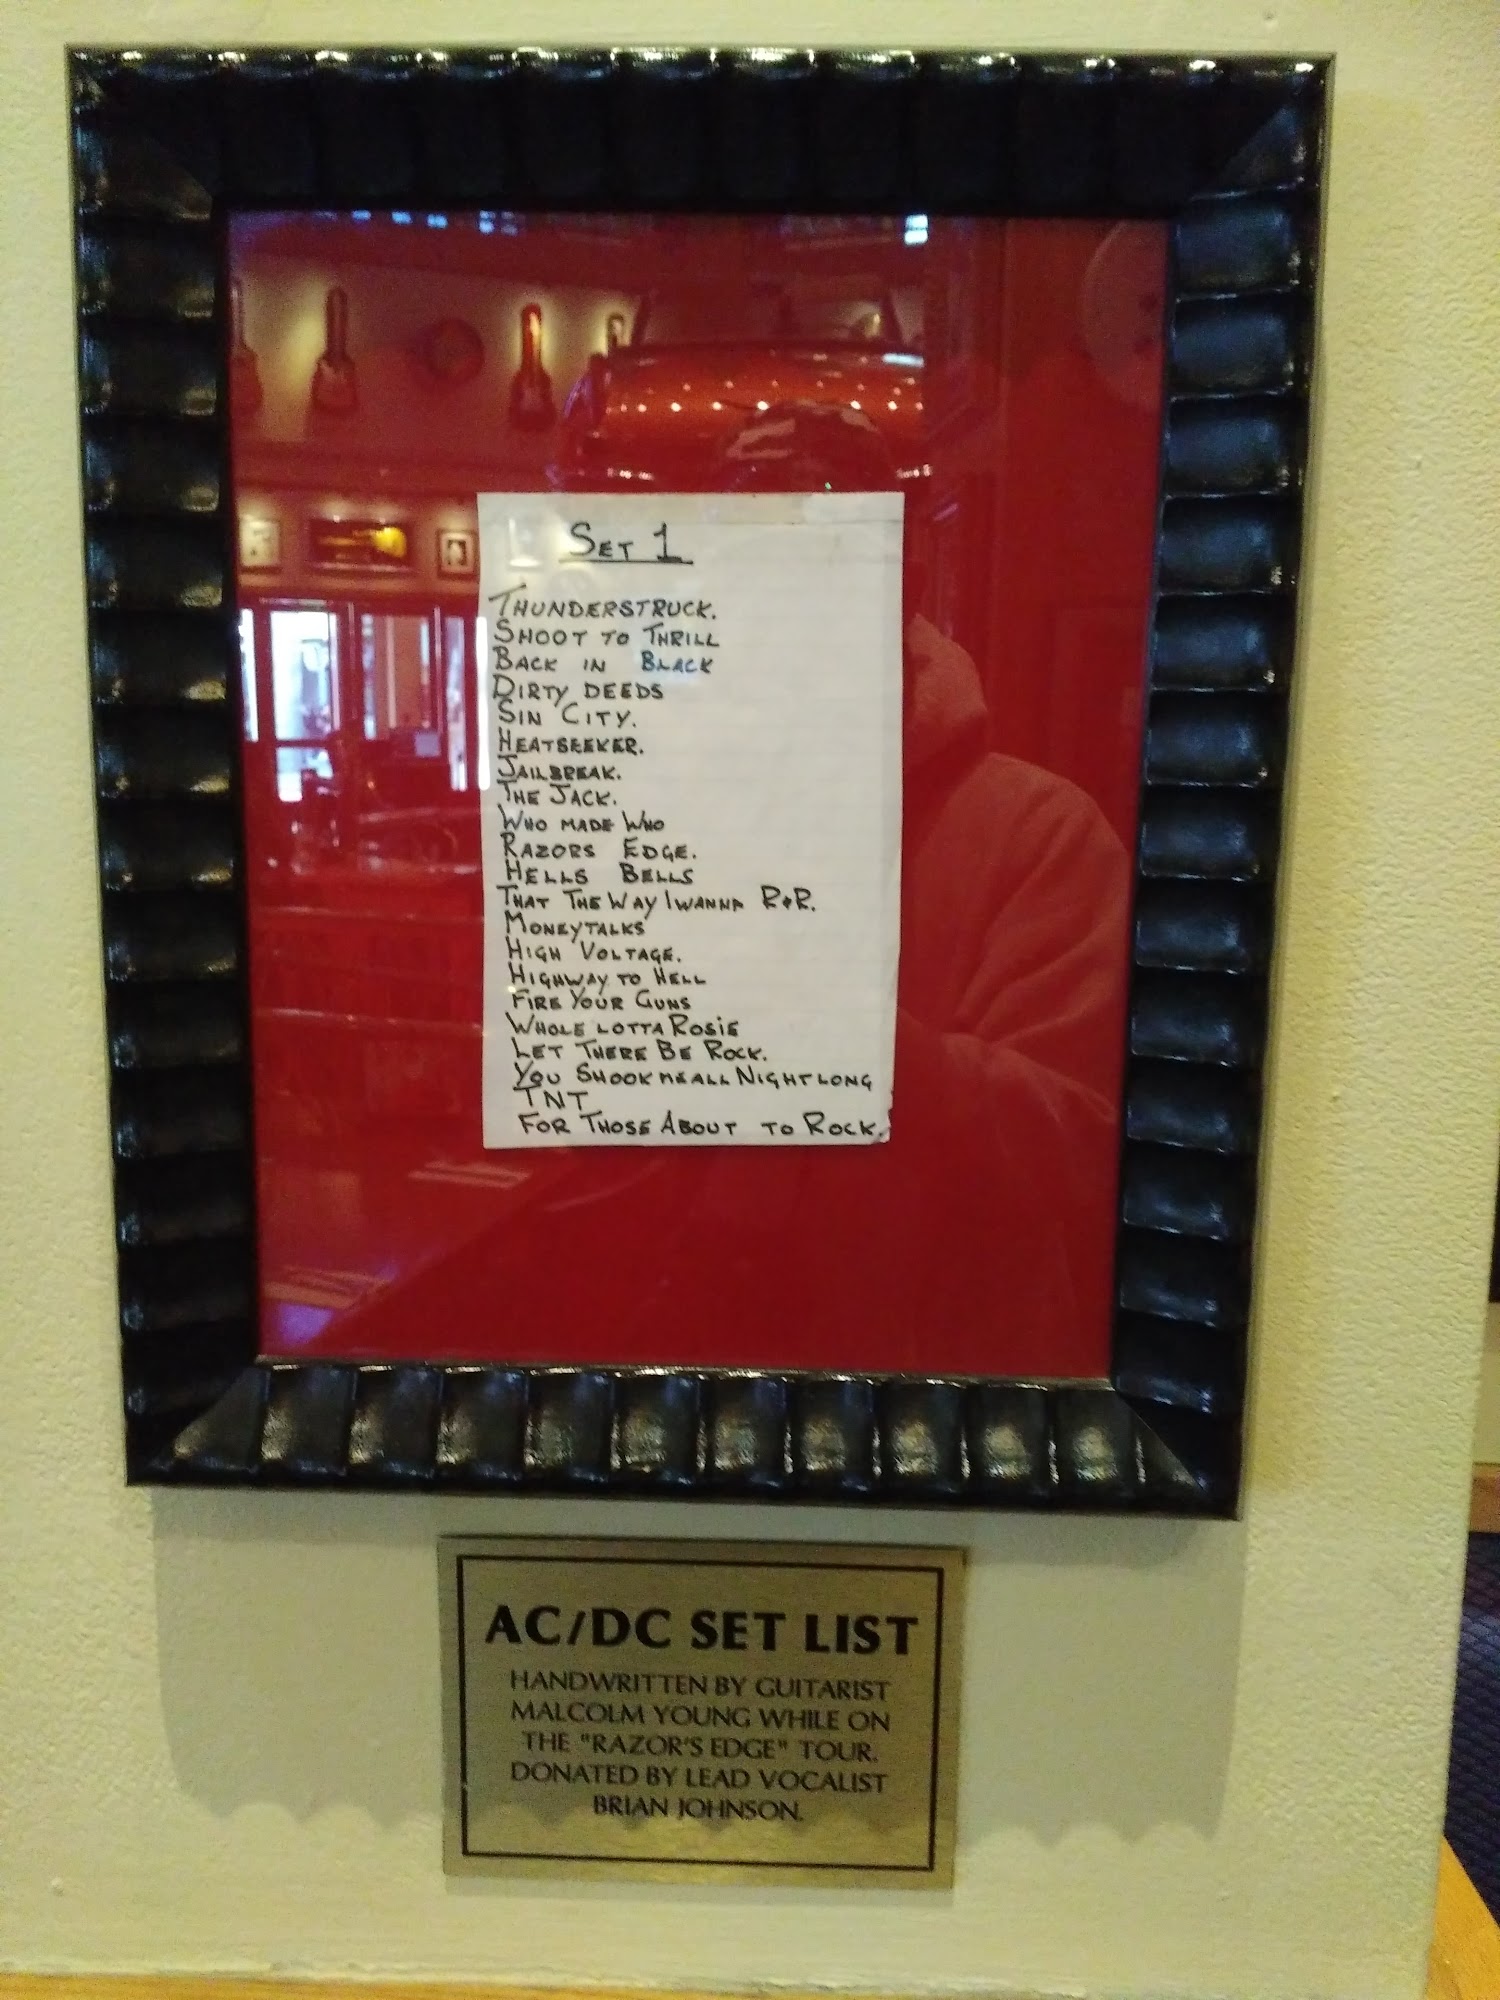 SET 1
THUNDERSTRUCK.
SHOOT TO THRILL
BACK IN BLACK
DIRTY DEEDS
SIN CITY.
HEATSEEKER.
JAILBREAK.
THE JACK.
WHO MADE WHO
RAZORS EDGE.
HELLS BELLS
THAT THE WAY I WANNA R&R.
MONEYTALKS
HIGH VOLTAGE.
HIGHWAY TO HELL
FIRE YOUR GUNS
WHOLE LOTTA ROSIE
LET THERE BE ROCK.
YOU SHOOK ME ALL NIGHT LONG
TNT
FOR THOSE ABOUT TO ROCK.
AC/DC SET LIST
HANDWRITTEN BY GUITARIST
MALCOLM YOUNG WHILE ON
THE "RAZOR'S EDGE" TOUR.
DONATED BY LEAD VOCALIST
BRIAN JOHNSON.